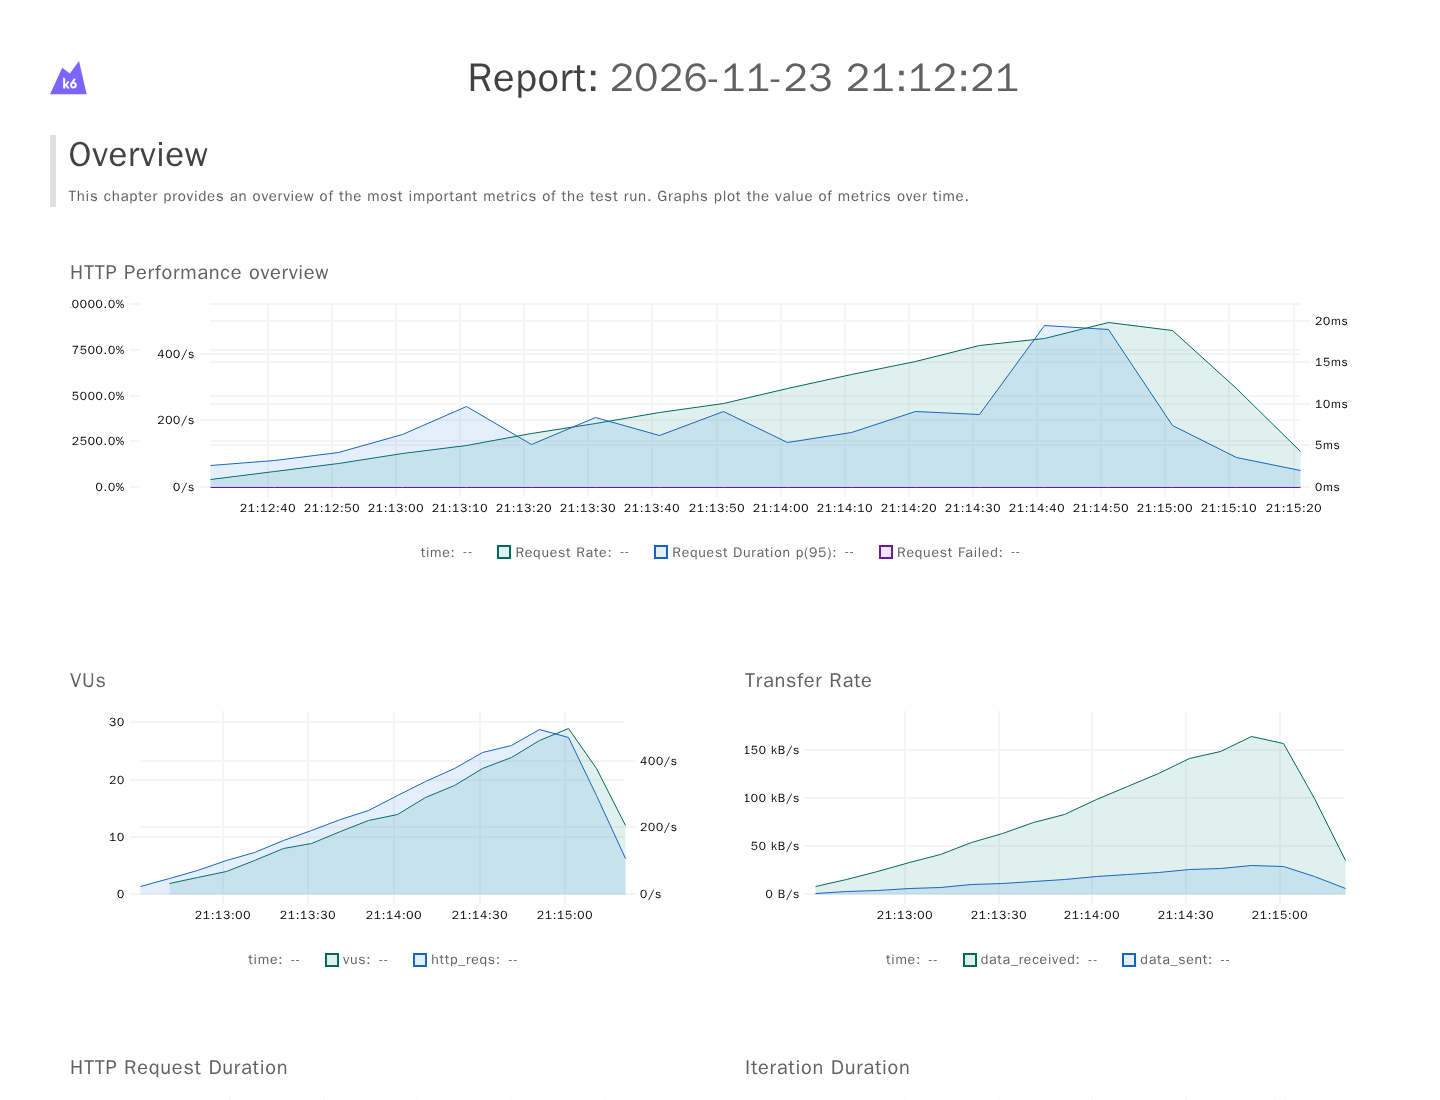 k6
Report: 2026-11-23 21:12:21
Overview
This chapter provides an overview of the most important metrics of the test run. Graphs plot the value of metrics over time.
HTTP Performance overview
0000.0%
7500.0%
5000.0%
2500.0%
0.0%
400/s
200/s
0/s
20ms
15ms
10ms
5ms
0ms
21:12:40 21:12:50 21:13:00 21:13:10 21:13:20 21:13:30 21:13:40 21:13:50 21:14:00 21:14:10 21:14:20 21:14:30 21:14:40 21:14:50 21:15:00 21:15:10 21:15:20
time: -- Request Rate: -- Request Duration p(95): -- Request Failed: --
VUs
30
20
10
0
400/s
200/s
0/s
21:13:00 21:13:30 21:14:00 21:14:30 21:15:00
time: -- vus: -- http_reqs: --
Transfer Rate
150 kB/s
100 kB/s
50 kB/s
0 B/s
21:13:00 21:13:30 21:14:00 21:14:30 21:15:00
time: -- data_received: -- data_sent: --
HTTP Request Duration
Iteration Duration